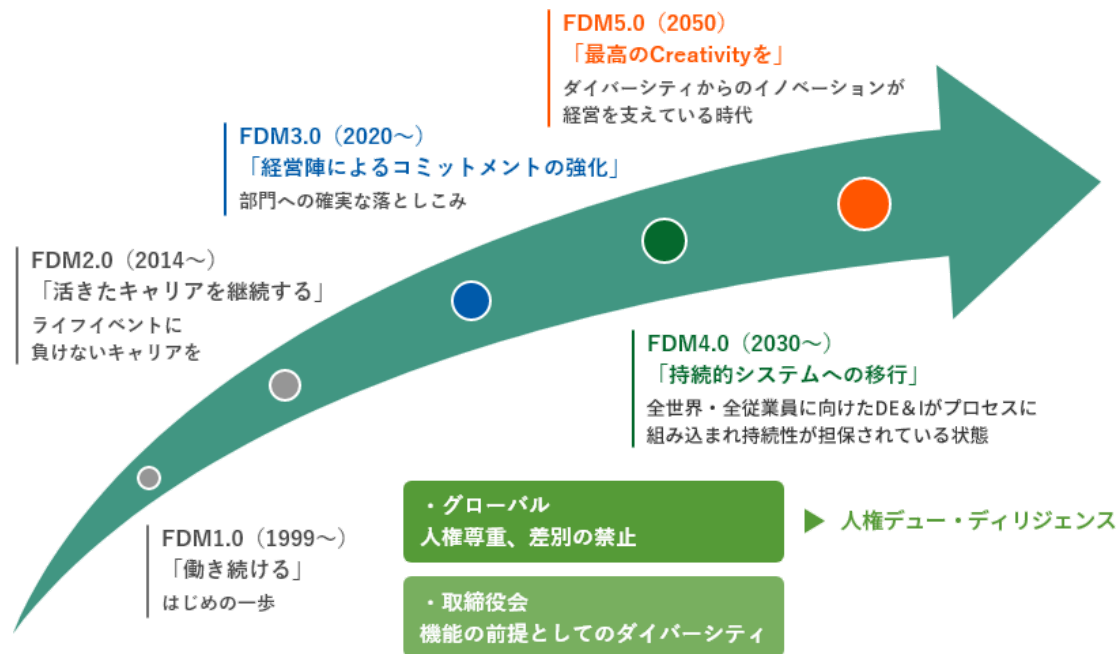 FDM5.0（2050）
「最高のCreativityを」
ダイバーシティからのイノベーションが
経営を支えている時代
FDM3.0（2020～）
「経営陣によるコミットメントの強化」
部門への確実な落としこみ
FDM2.0（2014～）
「活きたキャリアを継続する」
ライフイベントに
負けないキャリアを
FDM4.0（2030～）
「持続的システムへの移行」
全世界・全従業員に向けたDE＆Iがプロセスに
組み込まれ持続性が担保されている状態
FDM1.0（1999～）
「働き続ける」
はじめの一歩
・グローバル
人権尊重、差別の禁止
▶ 人権デュー・ディリジェンス
・取締役会
機能の前提としてのダイバーシティ